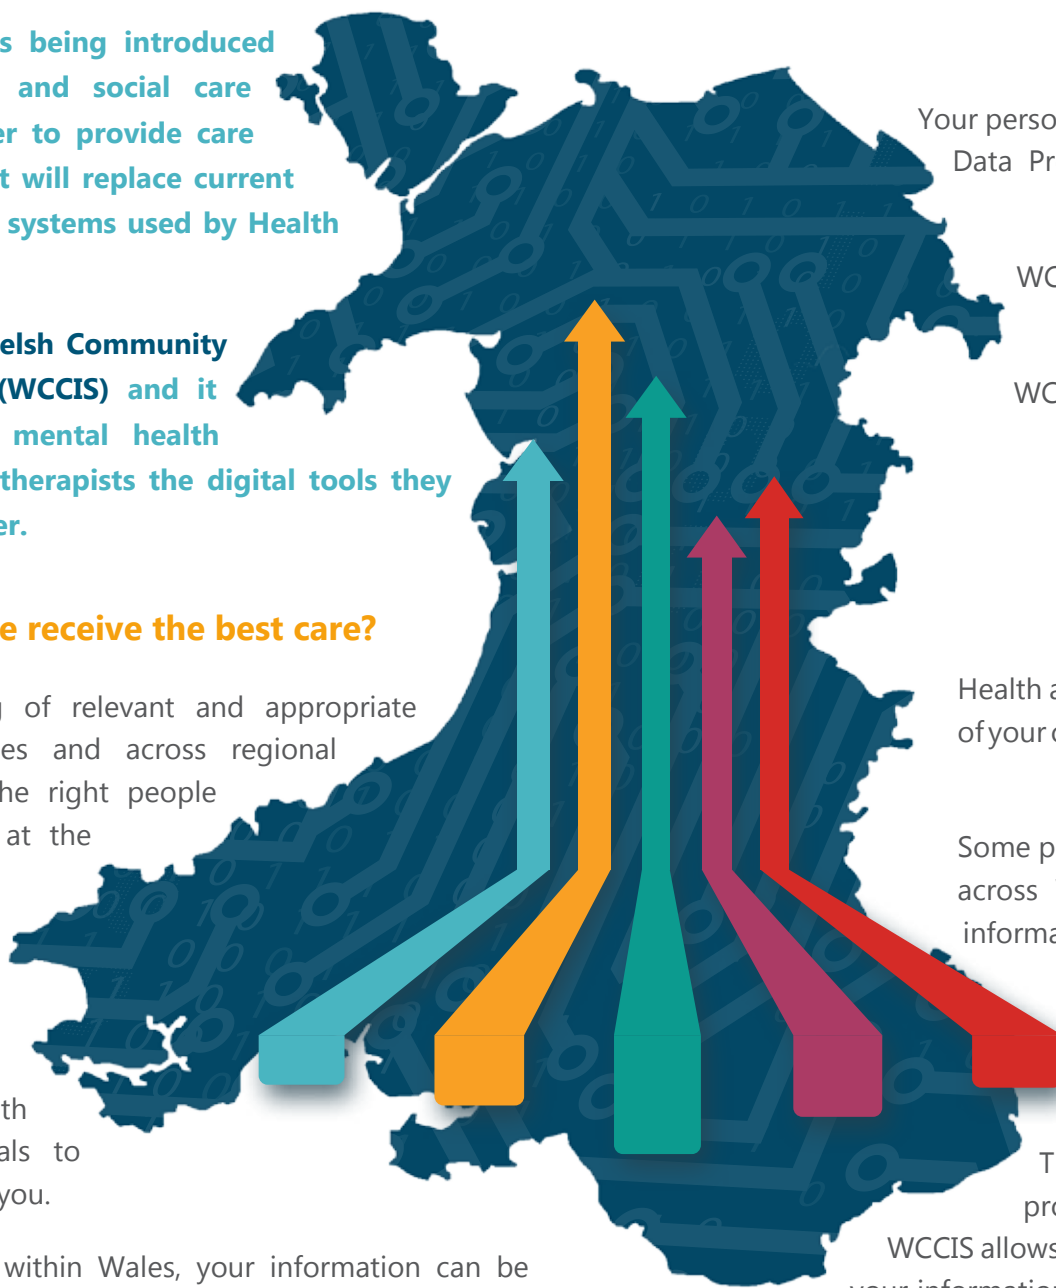 s being introduced
and social care
er to provide care
t will replace current
systems used by Health
elsh Community
(WCCIS) and it
mental health
therapists the digital tools they
er.
e receive the best care?
g of relevant and appropriate
es and across regional
he right people
at the
th
als to
you.
within Wales, your information can be
Your perso
Data Pr
WC
WC
Health a
of your c
Some p
across
informa
T
pro
WCCIS allows
your information